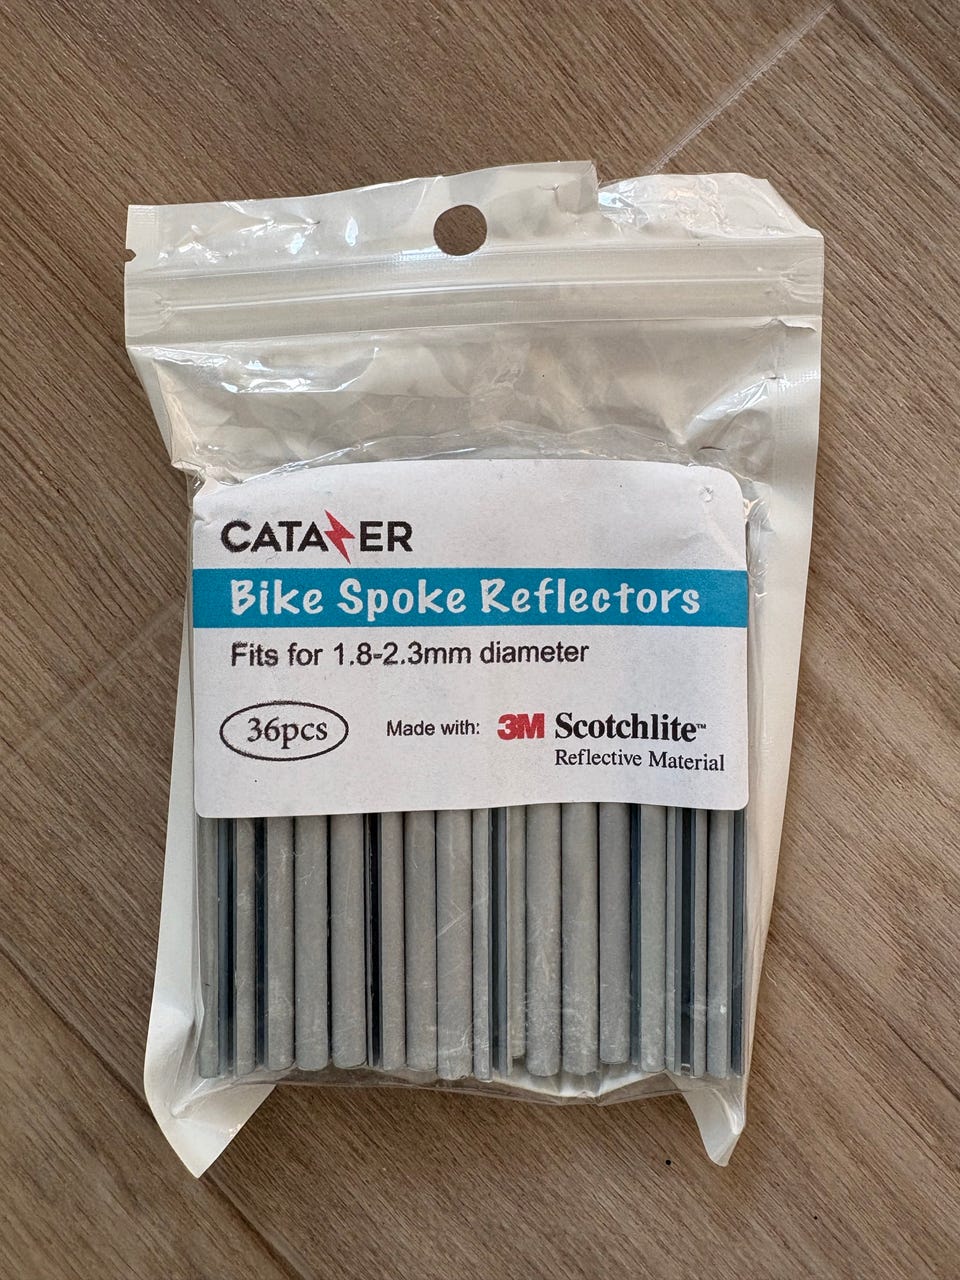 CATAZER
Bike Spoke Reflectors
Fits for 1.8-2.3mm diameter
36pcs
Made with: 3M Scotchlite™
Reflective Material